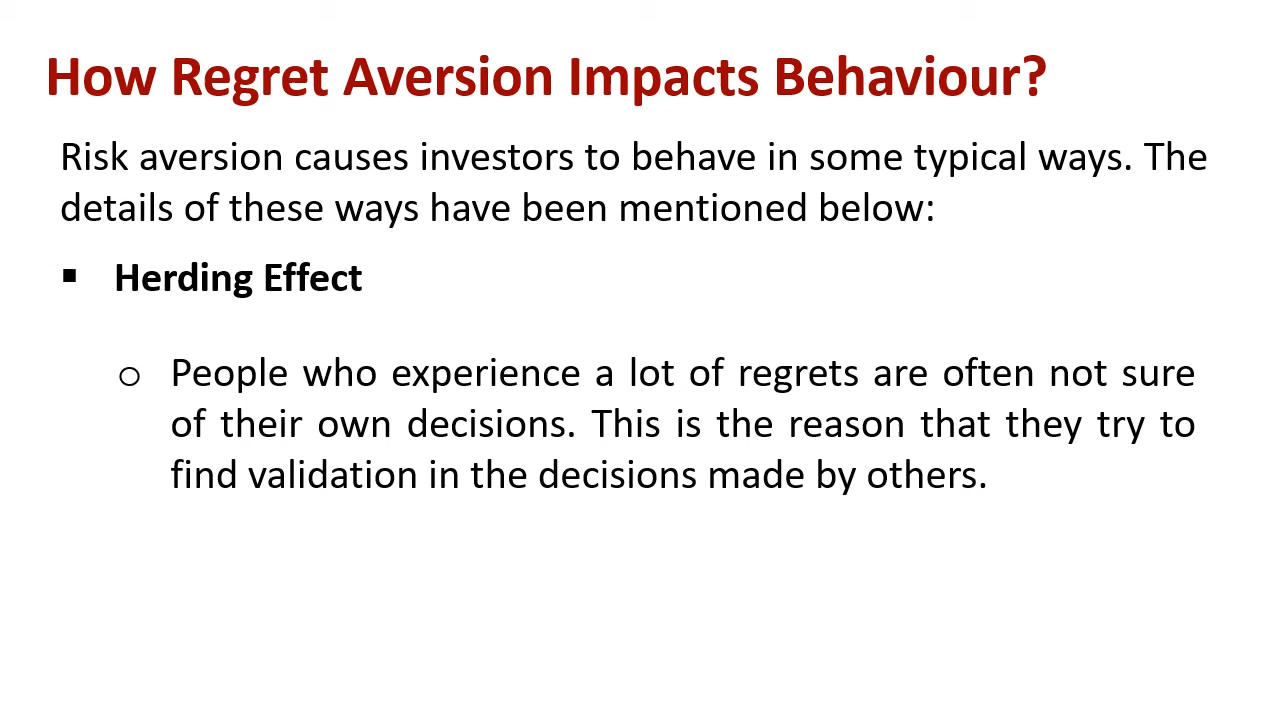 How Regret Aversion Impacts Behaviour?
Risk aversion causes investors to behave in some typical ways. The
details of these ways have been mentioned below:
▪ Herding Effect
o People who experience a lot of regrets are often not sure
of their own decisions. This is the reason that they try to
find validation in the decisions made by others.